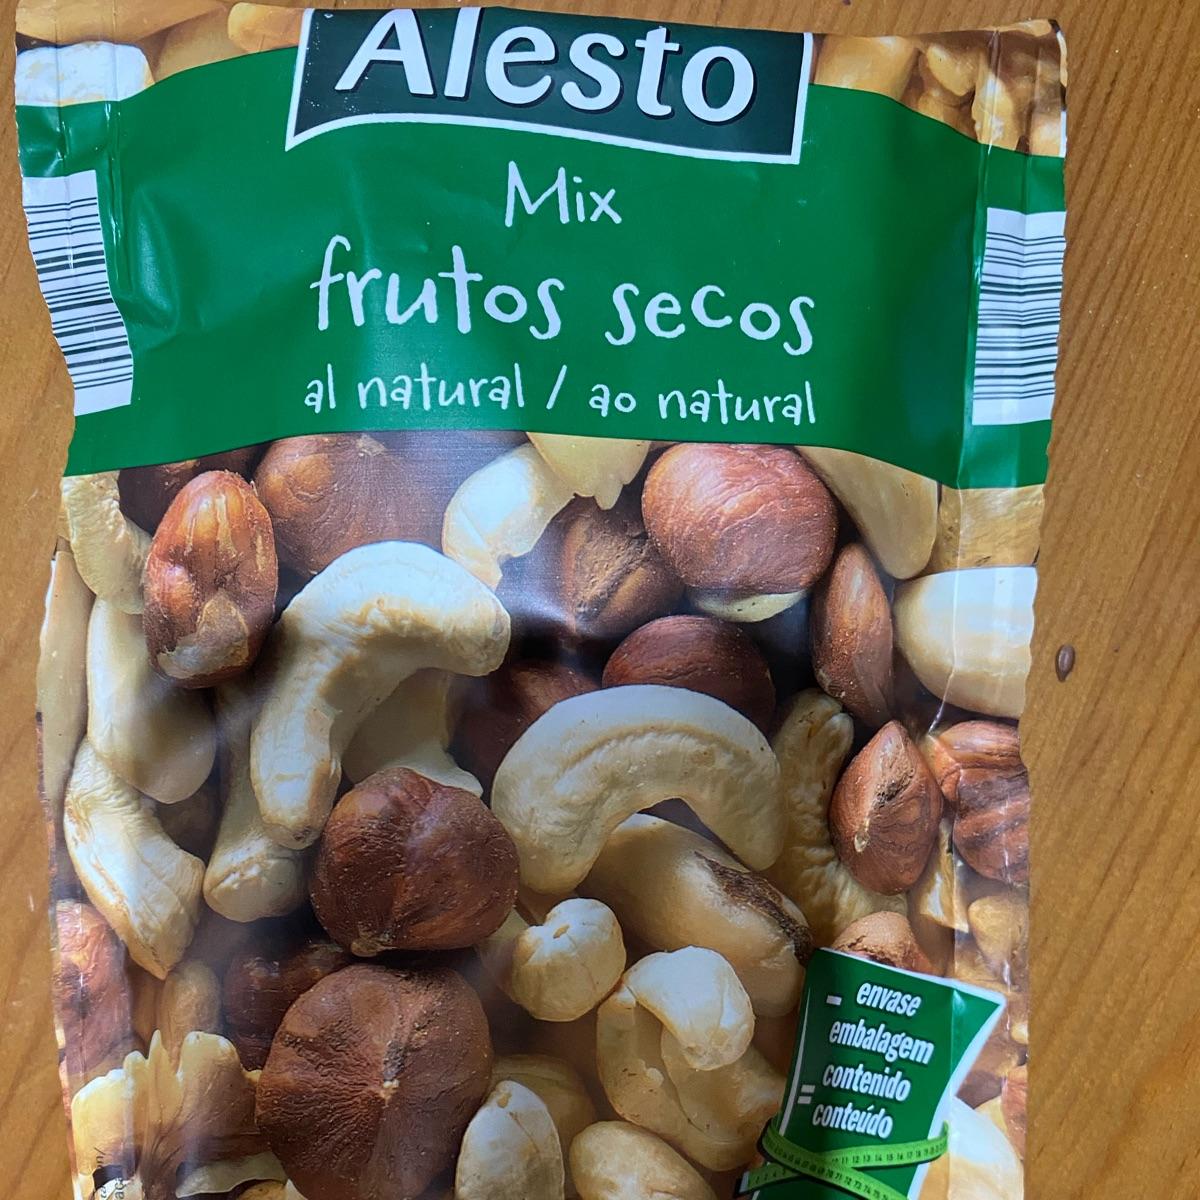 Alesto
Mix
frutos secos
al natural / ao natural
- envase
embalagem
= contenido
conteúdo